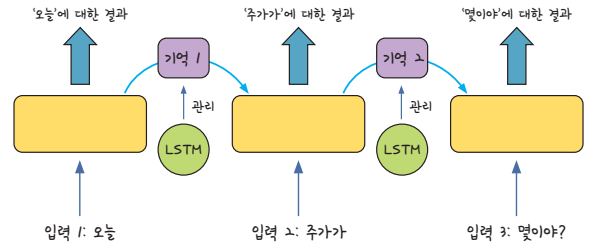 '오늘'에 대한 결과
'주가가'에 대한 결과
'몇이야'에 대한 결과
기억 1
기억 2
관리
관리
LSTM
LSTM
입력 1: 오늘
입력 2: 주가가
입력 3: 몇이야?